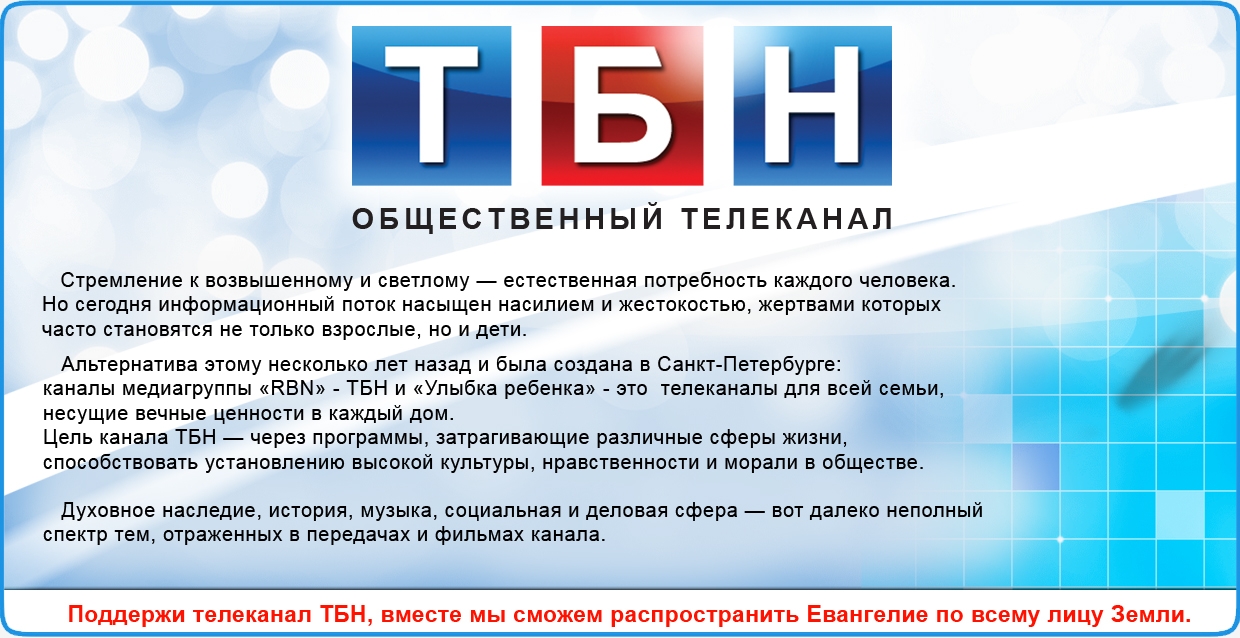 ТБН
ОБЩЕСТВЕННЫЙ ТЕЛЕКАНАЛ
Стремление к возвышенному и светлому — естественная потребность каждого человека.
Но сегодня информационный поток насыщен насилием и жестокостью, жертвами которых
часто становятся не только взрослые, но и дети.
Альтернатива этому несколько лет назад и была создана в Санкт-Петербурге:
каналы медиагруппы «RBN» - ТБН и «Улыбка ребенка» - это  телеканалы для всей семьи,
несущие вечные ценности в каждый дом.
Цель канала ТБН — через программы, затрагивающие различные сферы жизни,
способствовать установлению высокой культуры, нравственности и морали в обществе.
Духовное наследие, история, музыка, социальная и деловая сфера — вот далеко неполный
спектр тем, отраженных в передачах и фильмах канала.
Поддержи телеканал ТБН, вместе мы сможем распространить Евангелие по всему лицу Земли.